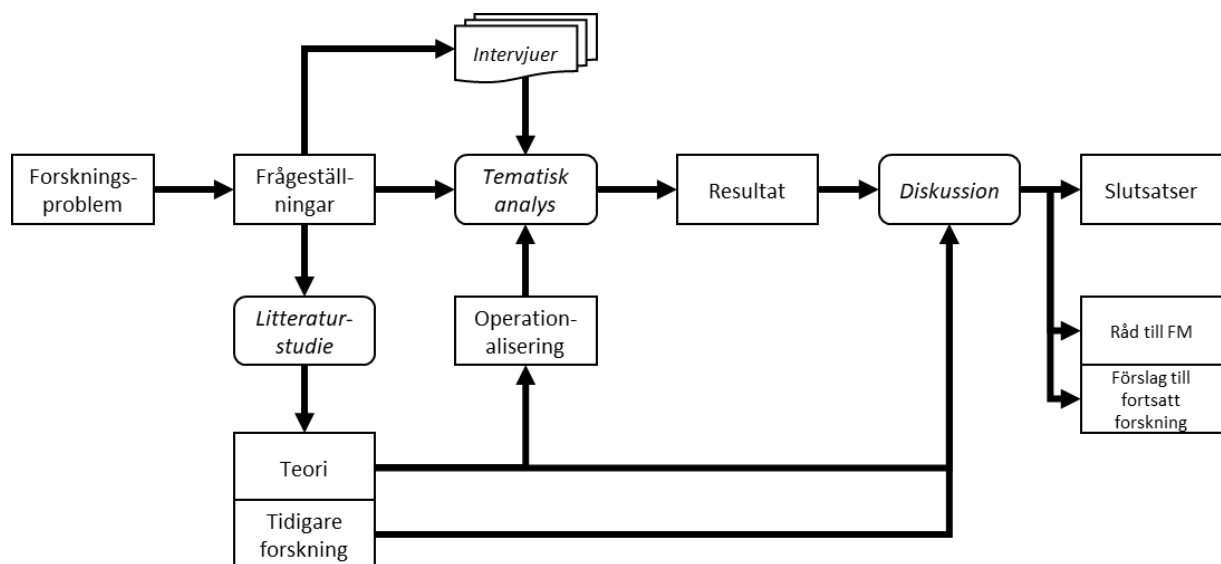 Intervjuer
Forsknings-
problem
Frågeställ-
ningar
Tematisk
analys
Resultat
Diskussion
Slutsatser
Litteratur-
studie
Operation-
alisering
Råd till FM
Förslag till
fortsatt
forskning
Teori
Tidigare
forskning